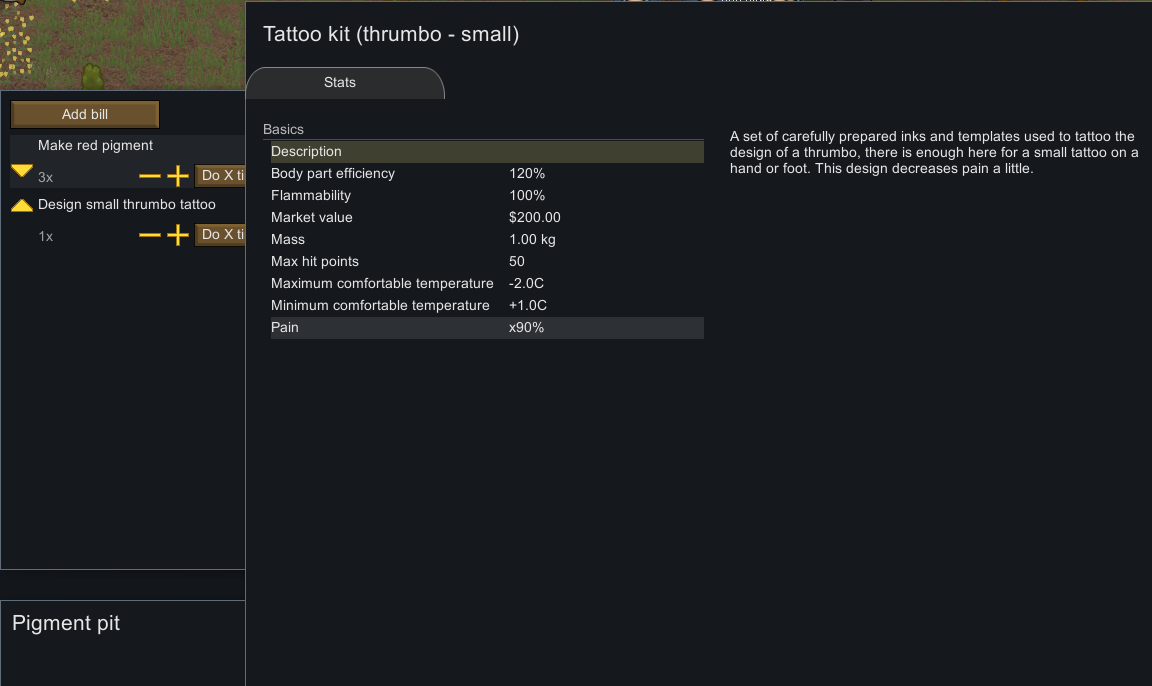 Tattoo kit (thrumbo - small)
Stats
Add bill
Make red pigment
3x
Do X ti
Design small thrumbo tattoo
1x
Do X ti
Pigment pit
Basics
Description
Body part efficiency 120%
Flammability 100%
Market value $200.00
Mass 1.00 kg
Max hit points 50
Maximum comfortable temperature -2.0C
Minimum comfortable temperature +1.0C
Pain x90%
A set of carefully prepared inks and templates used to tattoo the
design of a thrumbo, there is enough here for a small tattoo on a
hand or foot. This design decreases pain a little.